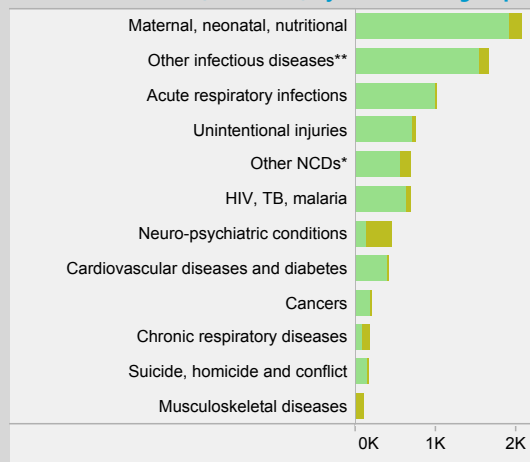 Maternal, neonatal, nutritional
Other infectious diseases**
Acute respiratory infections
Unintentional injuries
Other NCDs*
HIV, TB, malaria
Neuro-psychiatric conditions
Cardiovascular diseases and diabetes
Cancers
Chronic respiratory diseases
Suicide, homicide and conflict
Musculoskeletal diseases
0K 1K 2K